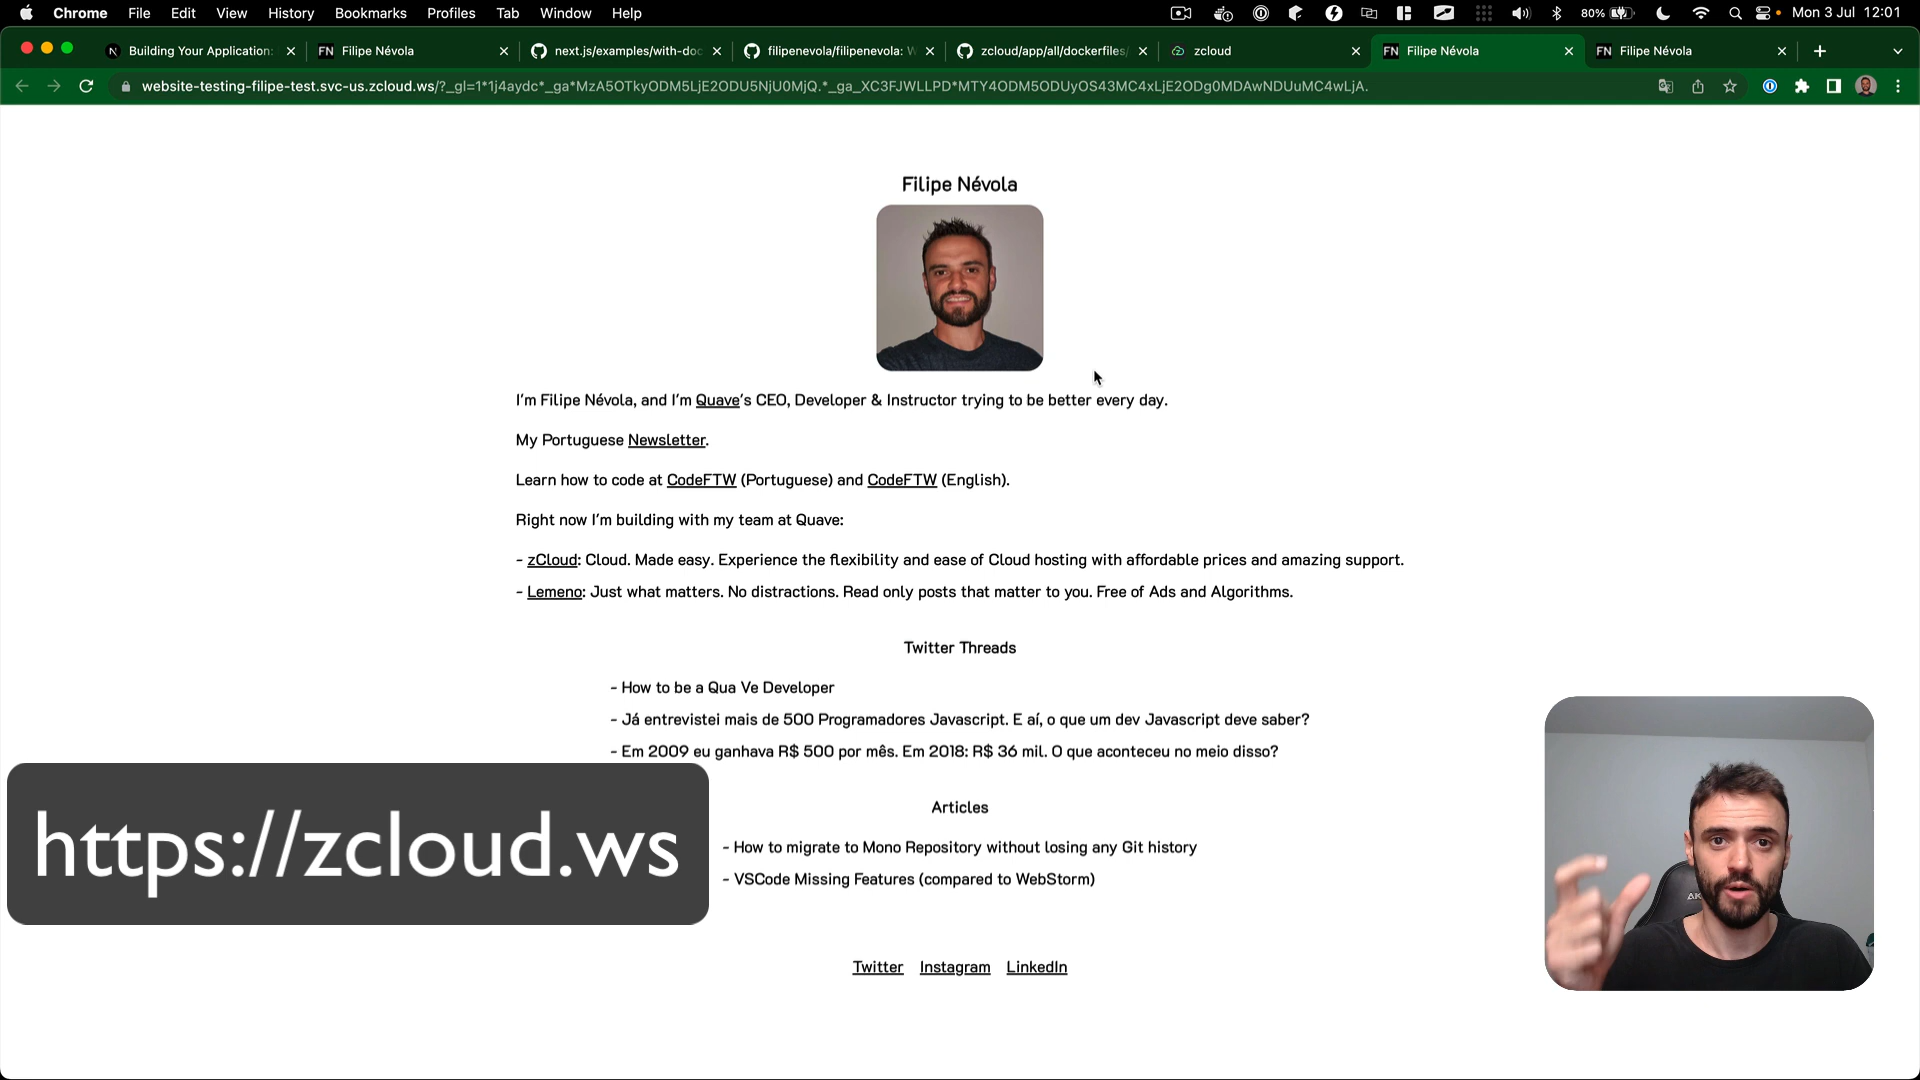 Chrome File Edit View History Bookmarks Profiles Tab Window Help 80% Mon 3 Jul 12:01
Building Your Application: FN Filipe Névola next.js/examples/with-doc filipenevola/filipenevola: W zcloud/app/all/dockerfiles/ zcloud FN Filipe Névola FN Filipe Névola
website-testing-filipe-test.svc-us.zcloud.ws/?_gl=1*1j4aydc*_ga*MzA5OTkyODM5LjE2ODU5NjU0MjQ.*_ga_XC3FJWLLPD*MTY4ODM5ODUyOS43MC4xLjE2ODg0MDAwNDUuMC4wLjA.
Filipe Névola
I'm Filipe Névola, and I'm Quave's CEO, Developer & Instructor trying to be better every day.
My Portuguese Newsletter.
Learn how to code at CodeFTW (Portuguese) and CodeFTW (English).
Right now I'm building with my team at Quave:
- zCloud: Cloud. Made easy. Experience the flexibility and ease of Cloud hosting with affordable prices and amazing support.
- Lemeno: Just what matters. No distractions. Read only posts that matter to you. Free of Ads and Algorithms.
Twitter Threads
- How to be a Qua Ve Developer
- Já entrevistei mais de 500 Programadores Javascript. E aí, o que um dev Javascript deve saber?
- Em 2009 eu ganhava R$ 500 por mês. Em 2018: R$ 36 mil. O que aconteceu no meio disso?
Articles
- How to migrate to Mono Repository without losing any Git history
- VSCode Missing Features (compared to WebStorm)
https://zcloud.ws
Twitter Instagram LinkedIn